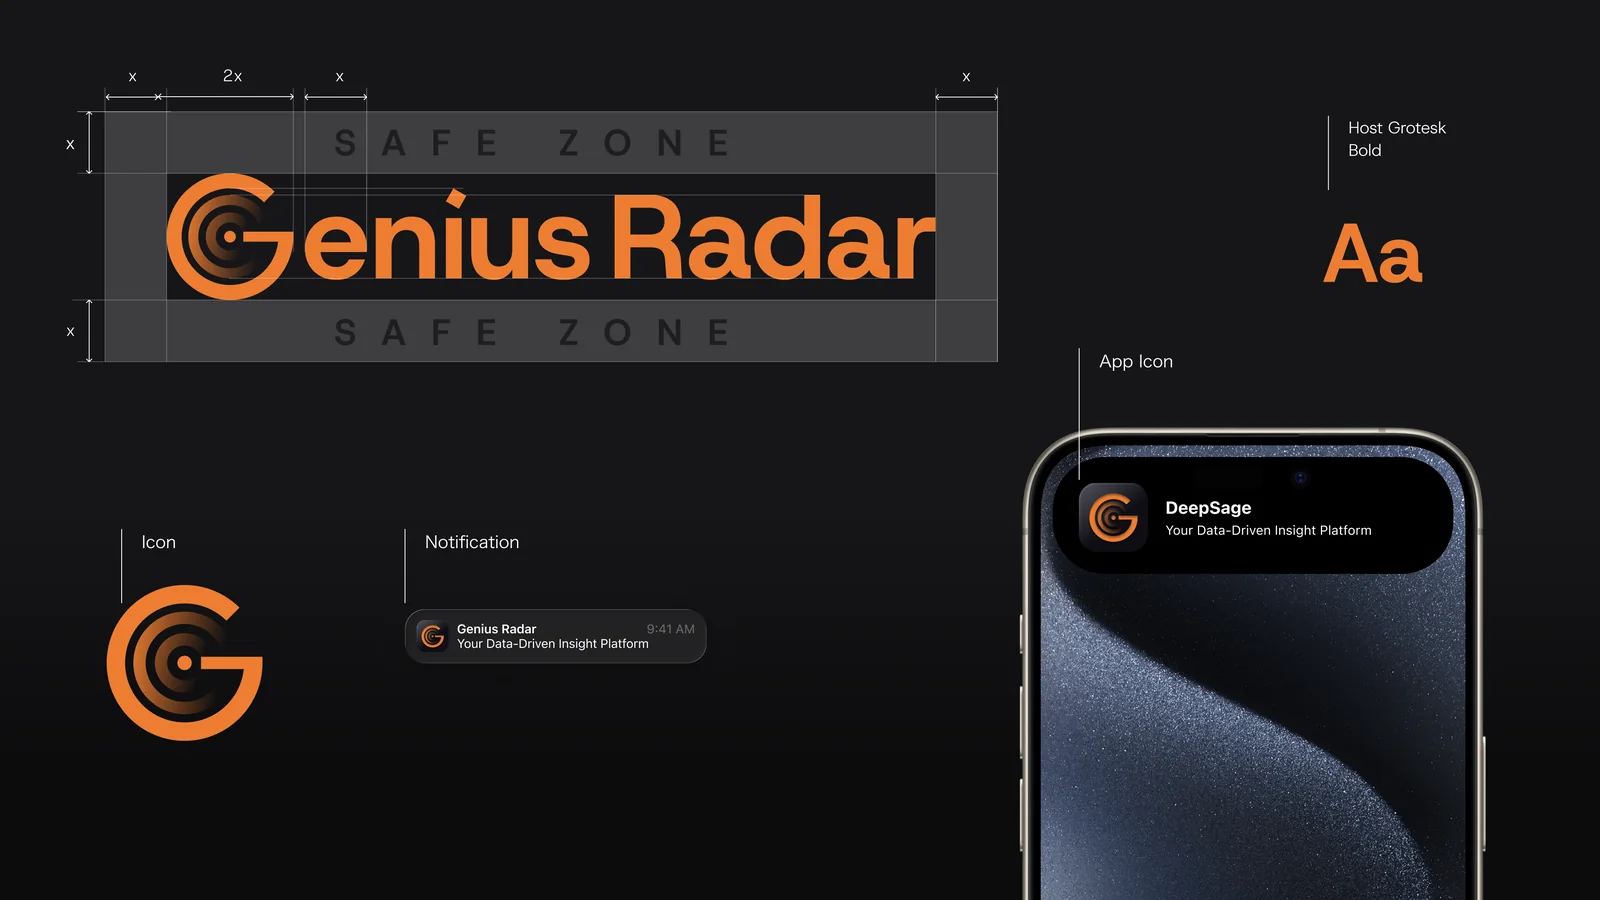 x
2x
x
x
x
SAFE ZONE
Genius Radar
x
SAFE ZONE
Host Grotesk
Bold
Aa
App Icon
DeepSage
Your Data-Driven Insight Platform
Icon
Notification
Genius Radar
9:41 AM
Your Data-Driven Insight Platform